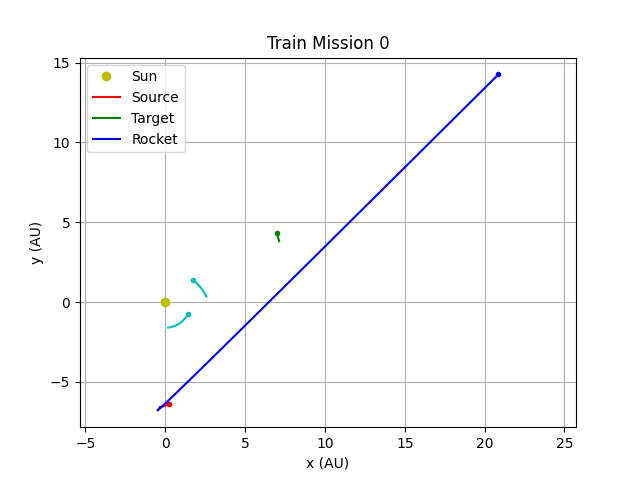 Train Mission 0
Sun
Source
Target
Rocket
15
10
5
0
−5
y (AU)
−5
0
5
10
15
20
25
x (AU)